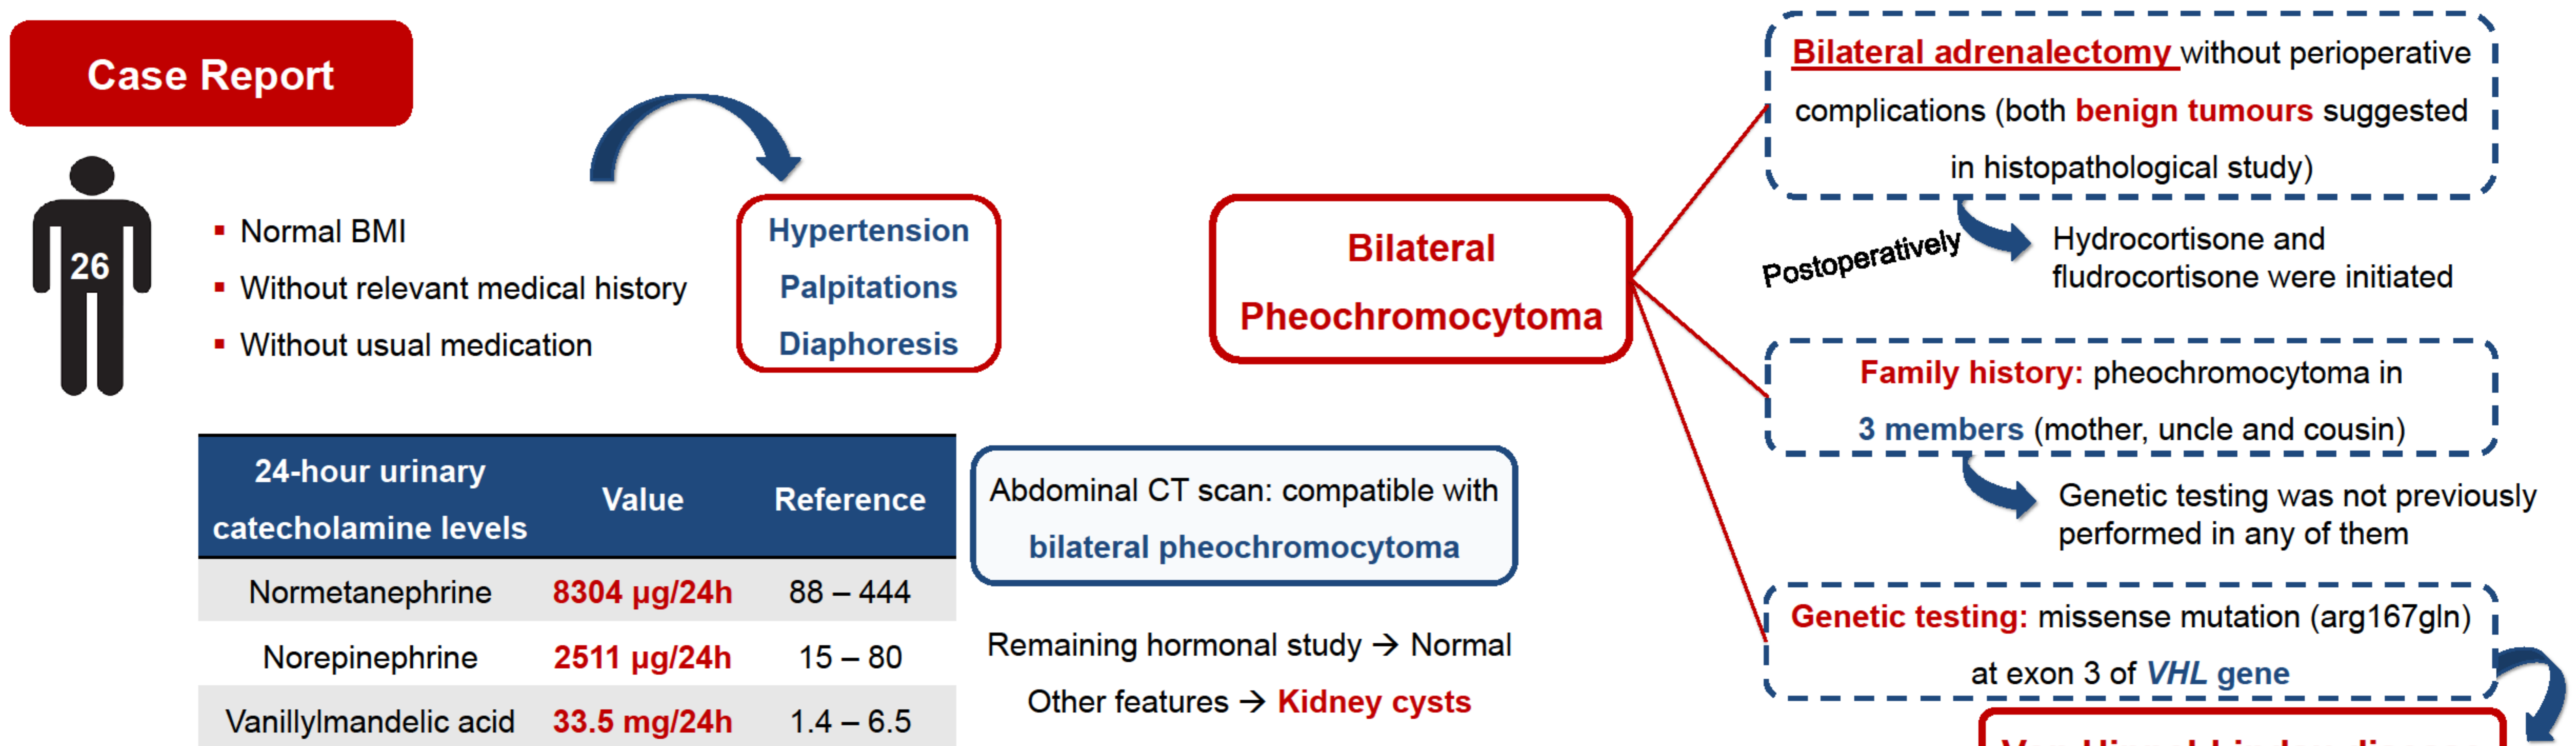 Case Report
26
▪ Normal BMI
▪ Without relevant medical history
▪ Without usual medication
Hypertension
Palpitations
Diaphoresis
24-hour urinary
catecholamine levels
Value
Reference
Normetanephrine 8304 µg/24h 88 – 444
Norepinephrine 2511 µg/24h 15 – 80
Vanillylmandelic acid 33.5 mg/24h 1.4 – 6.5
Abdominal CT scan: compatible with
bilateral pheochromocytoma
Remaining hormonal study → Normal
Other features → Kidney cysts
Bilateral
Pheochromocytoma
Bilateral adrenalectomy without perioperative
complications (both benign tumours suggested
in histopathological study)
Postoperatively
Hydrocortisone and
fludrocortisone were initiated
Family history: pheochromocytoma in
3 members (mother, uncle and cousin)
Genetic testing was not previously
performed in any of them
Genetic testing: missense mutation (arg167gln)
at exon 3 of VHL gene